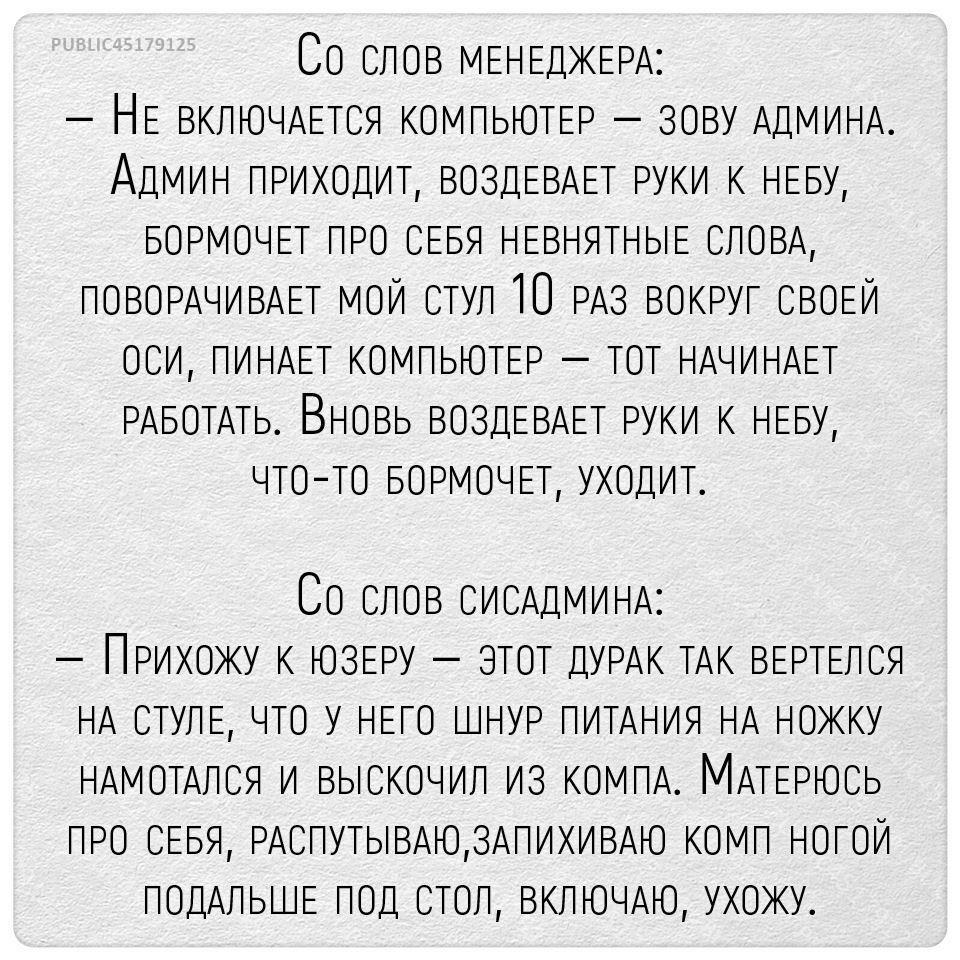 PUBLIC45179125
Со слов менеджера:
– Не включается компьютер – зову админа.
Админ приходит, воздевает руки к небу,
бормочет про себя невнятные слова,
поворачивает мой стул 10 раз вокруг своей
оси, пинает компьютер – тот начинает
работать. Вновь воздевает руки к небу,
что-то бормочет, уходит.
Со слов сисадмина:
– Прихожу к юзеру – этот дурак так вертелся
на стуле, что у него шнур питания на ножку
намотался и выскочил из компа. Матерюсь
про себя, распутываю,запихиваю комп ногой
подальше под стол, включаю, ухожу.